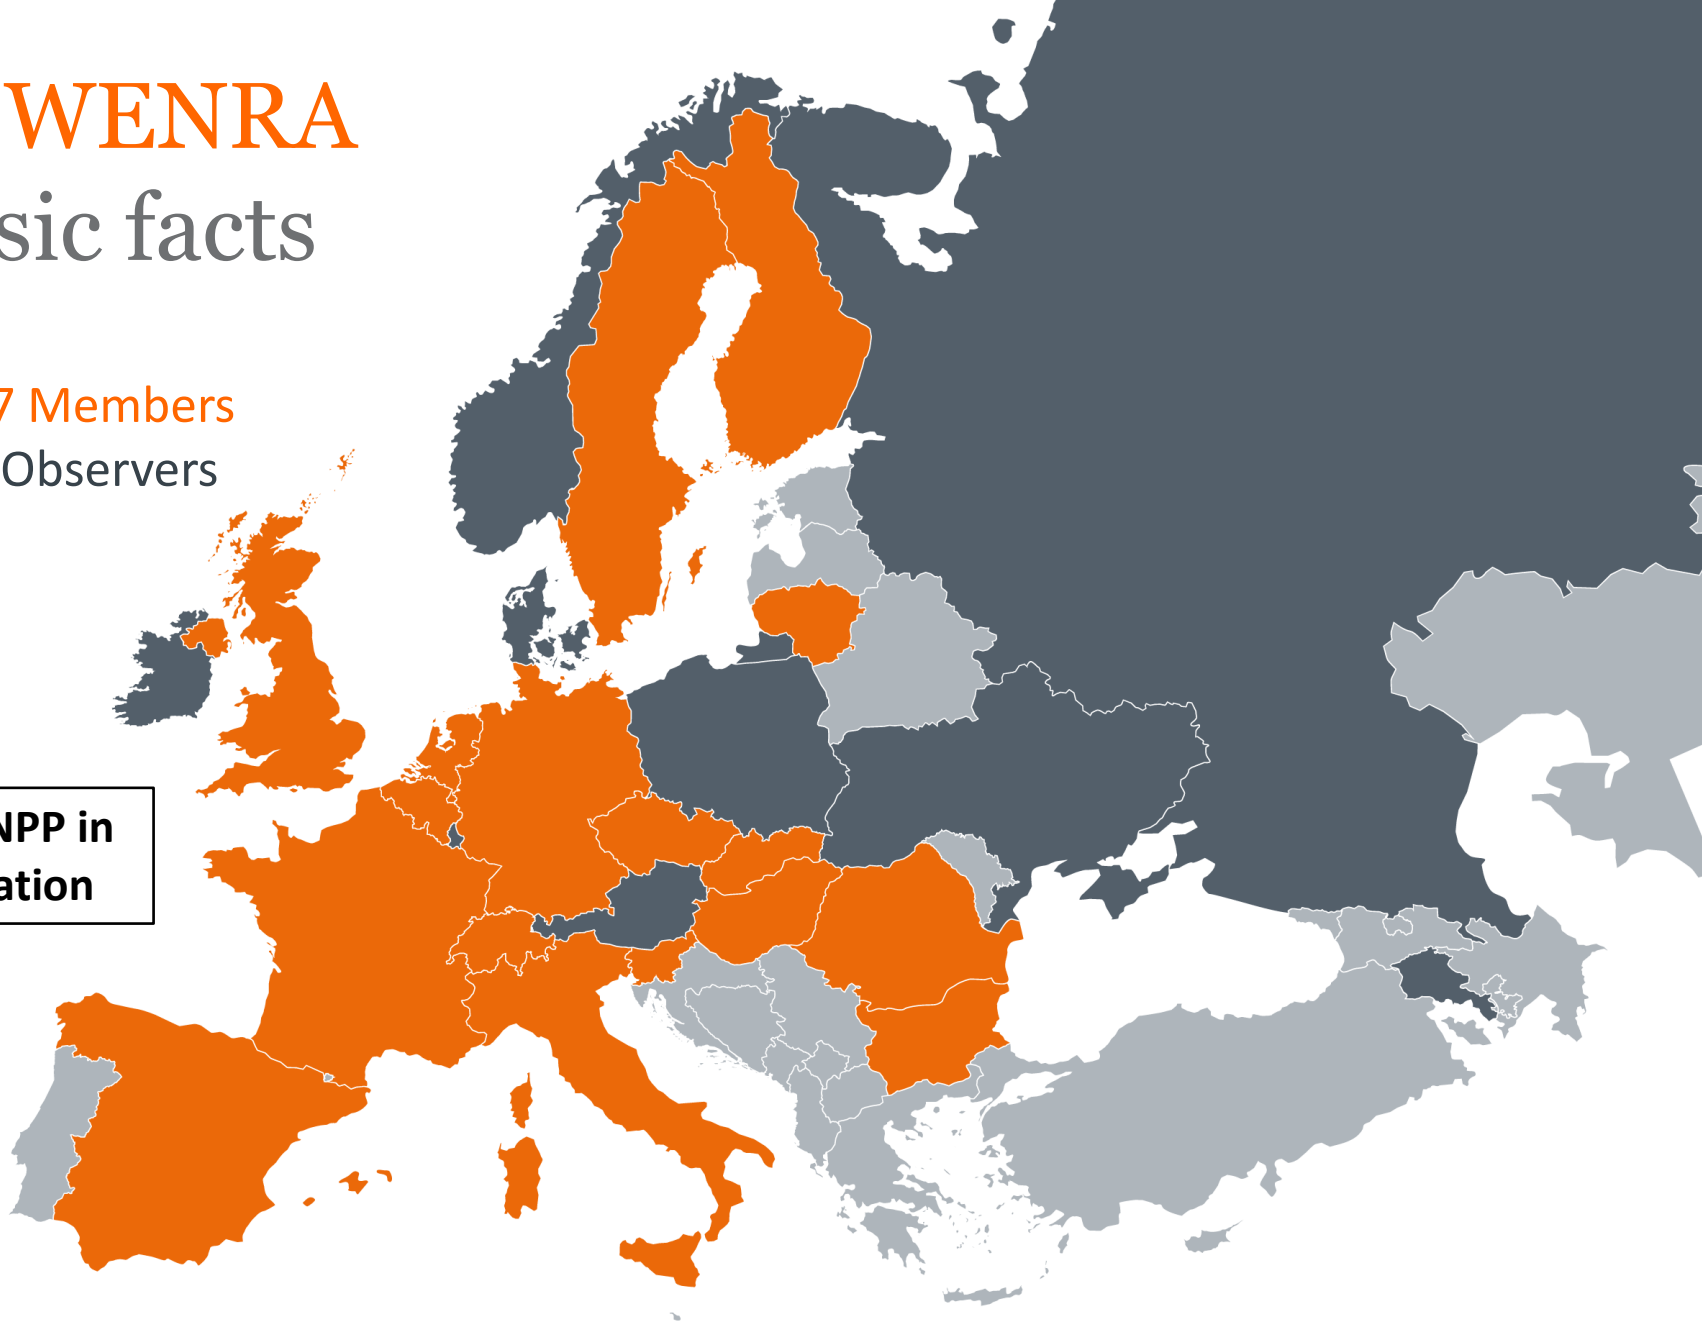 WENRA
sic facts
7 Members
Observers
NPP in
ation